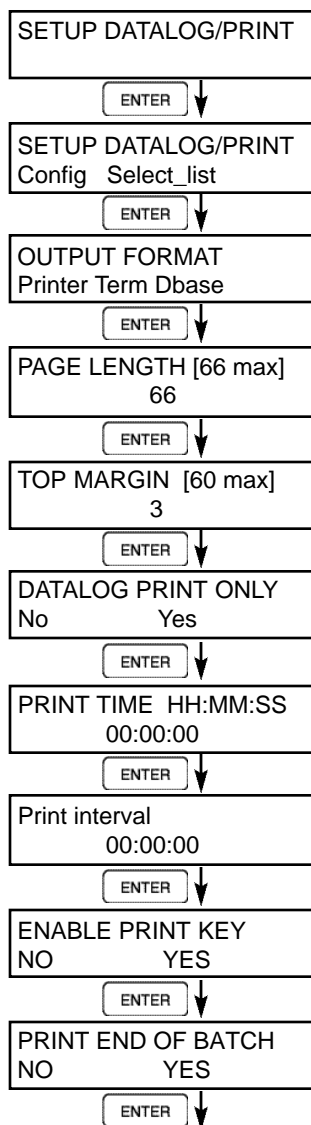 SETUP DATALOG/PRINT
ENTER
SETUP DATALOG/PRINT
Config Select_list
ENTER
OUTPUT FORMAT
Printer Term Dbase
ENTER
PAGE LENGTH [66 max]
66
ENTER
TOP MARGIN [60 max]
3
ENTER
DATALOG PRINT ONLY
No Yes
ENTER
PRINT TIME HH:MM:SS
00:00:00
ENTER
Print interval
00:00:00
ENTER
ENABLE PRINT KEY
NO YES
ENTER
PRINT END OF BATCH
NO YES
ENTER